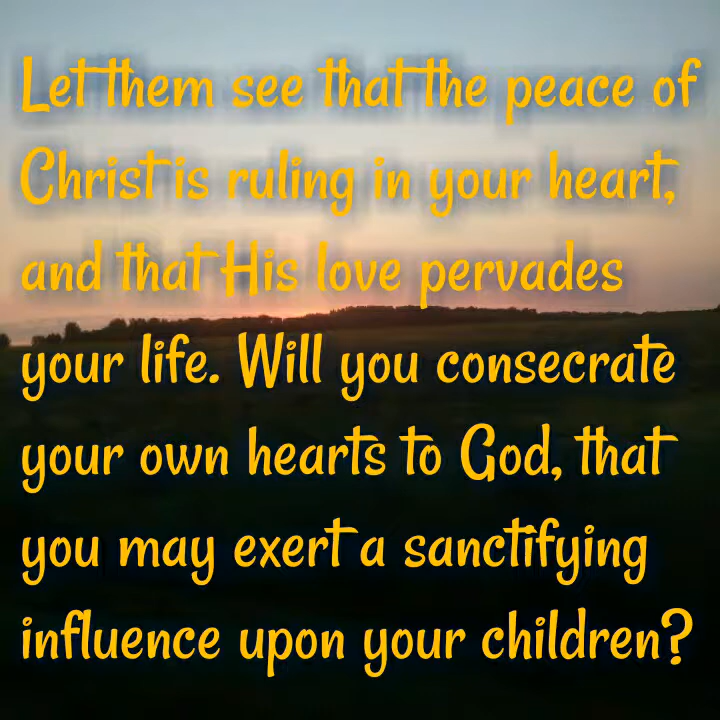 Let them see that the peace of
Christ is ruling in your heart,
and that His love pervades
your life. Will you consecrate
your own hearts to God, that
you may exert a sanctifying
influence upon your children?